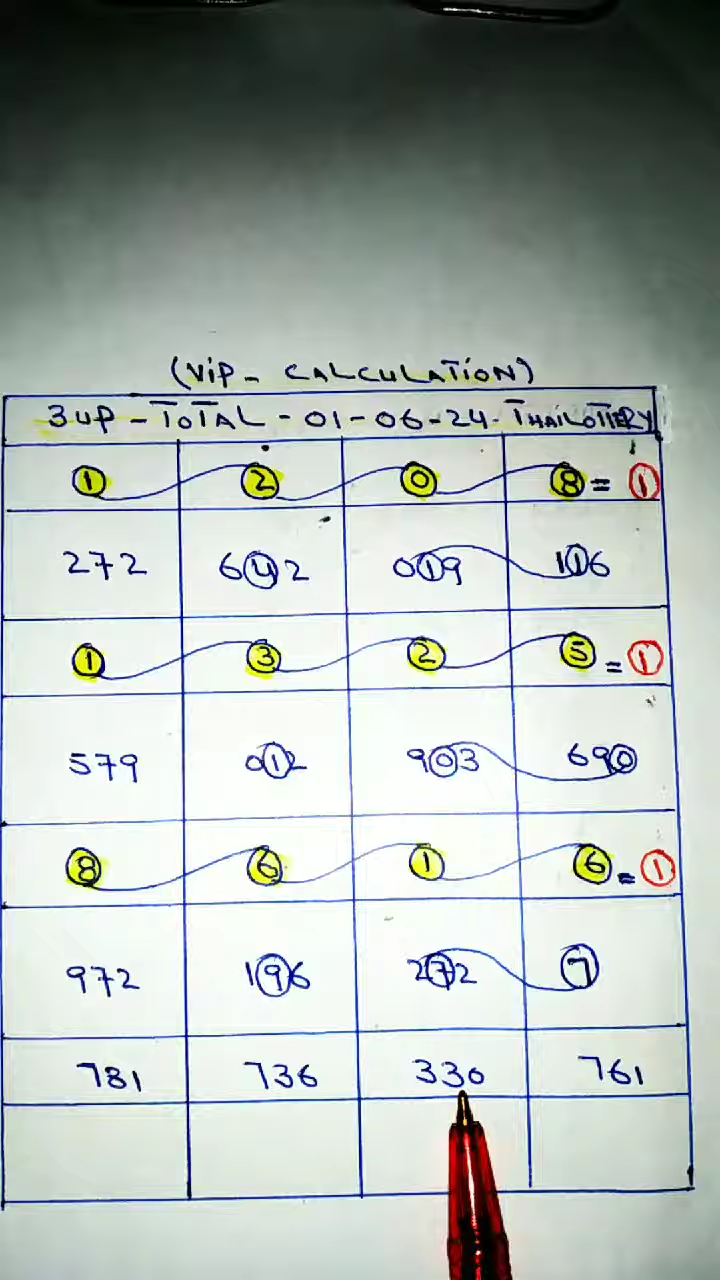 (ViP - CALCULATiON)
3UP - TOTAL - 01-06-24. THAILOTTERY
1 2 0 8 = 1
272 642 019 116
1 3 2 5 = 1
579 012 903 690
8 6 1 6 = 1
972 196 272 7
781 736 330 761